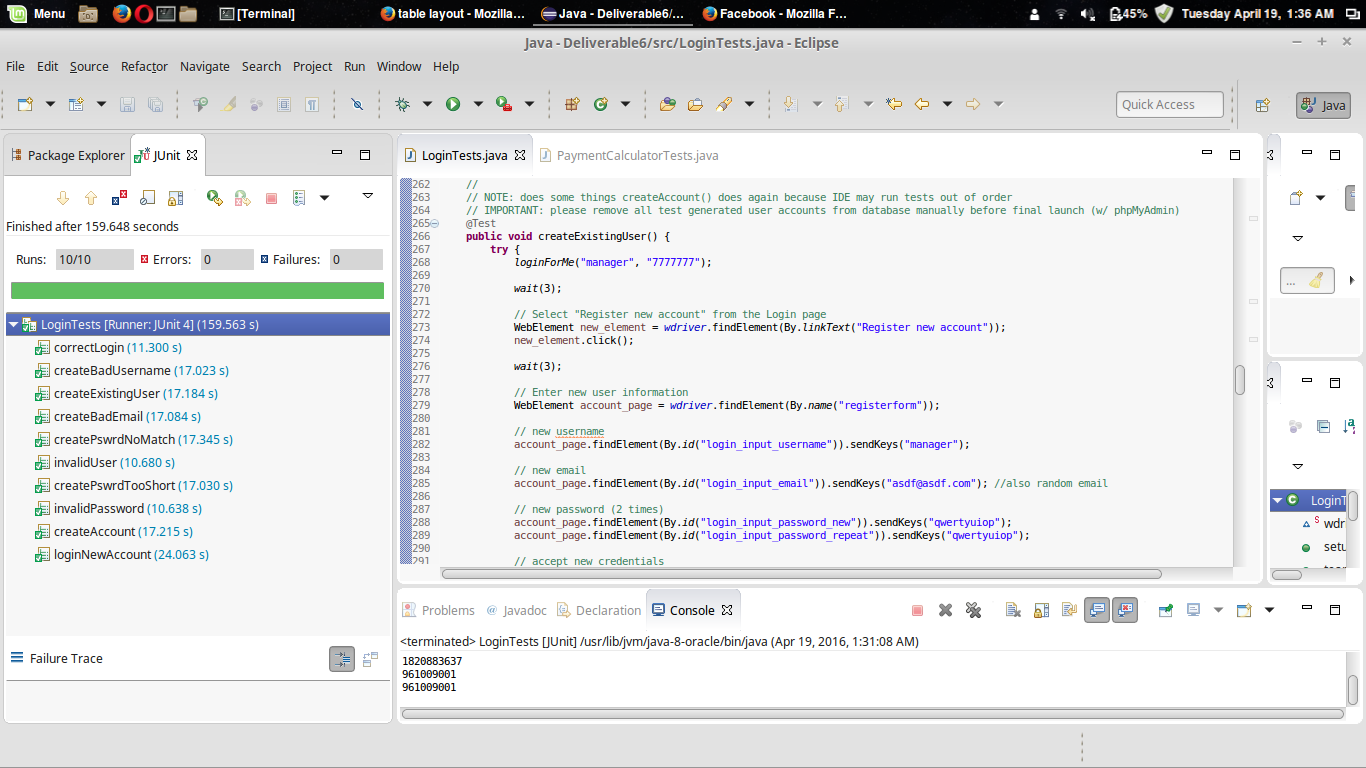 Menu
[Terminal]
table layout - Mozilla...
Java - Deliverable6/...
Facebook - Mozilla F...
45%
Tuesday April 19, 1:36 AM
Java - Deliverable6/src/LoginTests.java - Eclipse
File Edit Source Refactor Navigate Search Project Run Window Help
Quick Access
Java
Package Explorer
JUnit
Finished after 159.648 seconds
Runs: 10/10 Errors: 0 Failures: 0
LoginTests [Runner: JUnit 4] (159.563 s)
correctLogin (11.300 s)
createBadUsername (17.023 s)
createExistingUser (17.184 s)
createBadEmail (17.084 s)
createPswrdNoMatch (17.345 s)
invalidUser (10.680 s)
createPswrdTooShort (17.030 s)
invalidPassword (10.638 s)
createAccount (17.215 s)
loginNewAccount (24.063 s)
Failure Trace
LoginTests.java
PaymentCalculatorTests.java
262 //
263 // NOTE: does some things createAccount() does again because IDE may run tests out of order
264 // IMPORTANT: please remove all test generated user accounts from database manually before final launch (w/ phpMyAdmin)
265 @Test
266 public void createExistingUser() {
267 try {
268 loginForMe("manager", "7777777");
269
270 wait(3);
271
272 // Select "Register new account" from the Login page
273 WebElement new_element = wdriver.findElement(By.linkText("Register new account"));
274 new_element.click();
275
276 wait(3);
277
278 // Enter new user information
279 WebElement account_page = wdriver.findElement(By.name("registerform"));
280
281 // new username
282 account_page.findElement(By.id("login_input_username")).sendKeys("manager");
283
284 // new email
285 account_page.findElement(By.id("login_input_email")).sendKeys("asdf@asdf.com"); //also random email
286
287 // new password (2 times)
288 account_page.findElement(By.id("login_input_password_new")).sendKeys("qwertyuiop");
289 account_page.findElement(By.id("login_input_password_repeat")).sendKeys("qwertyuiop");
290
291 // accept new credentials
...
LoginT
wdr
setu
Problems
@ Javadoc
Declaration
Console
<terminated> LoginTests [JUnit] /usr/lib/jvm/java-8-oracle/bin/java (Apr 19, 2016, 1:31:08 AM)
1820883637
961009001
961009001